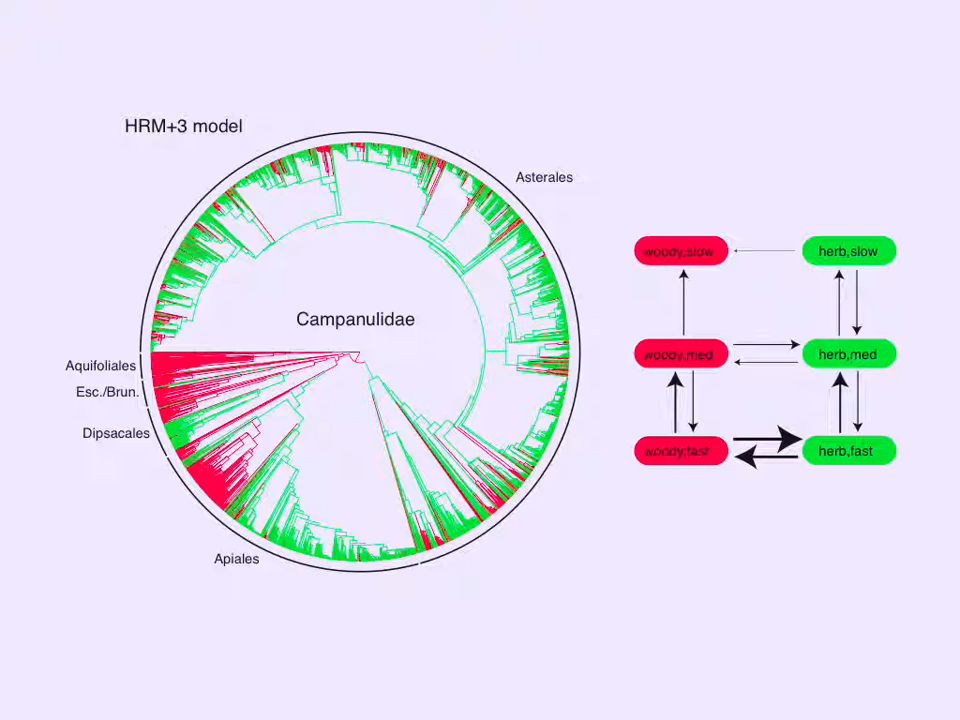 HRM+3 model
Asterales
Campanulidae
Aquifoliales
Esc./Brun.
Dipsacales
Apiales
woody,slow
herb,slow
woody,med
herb,med
woody,fast
herb,fast